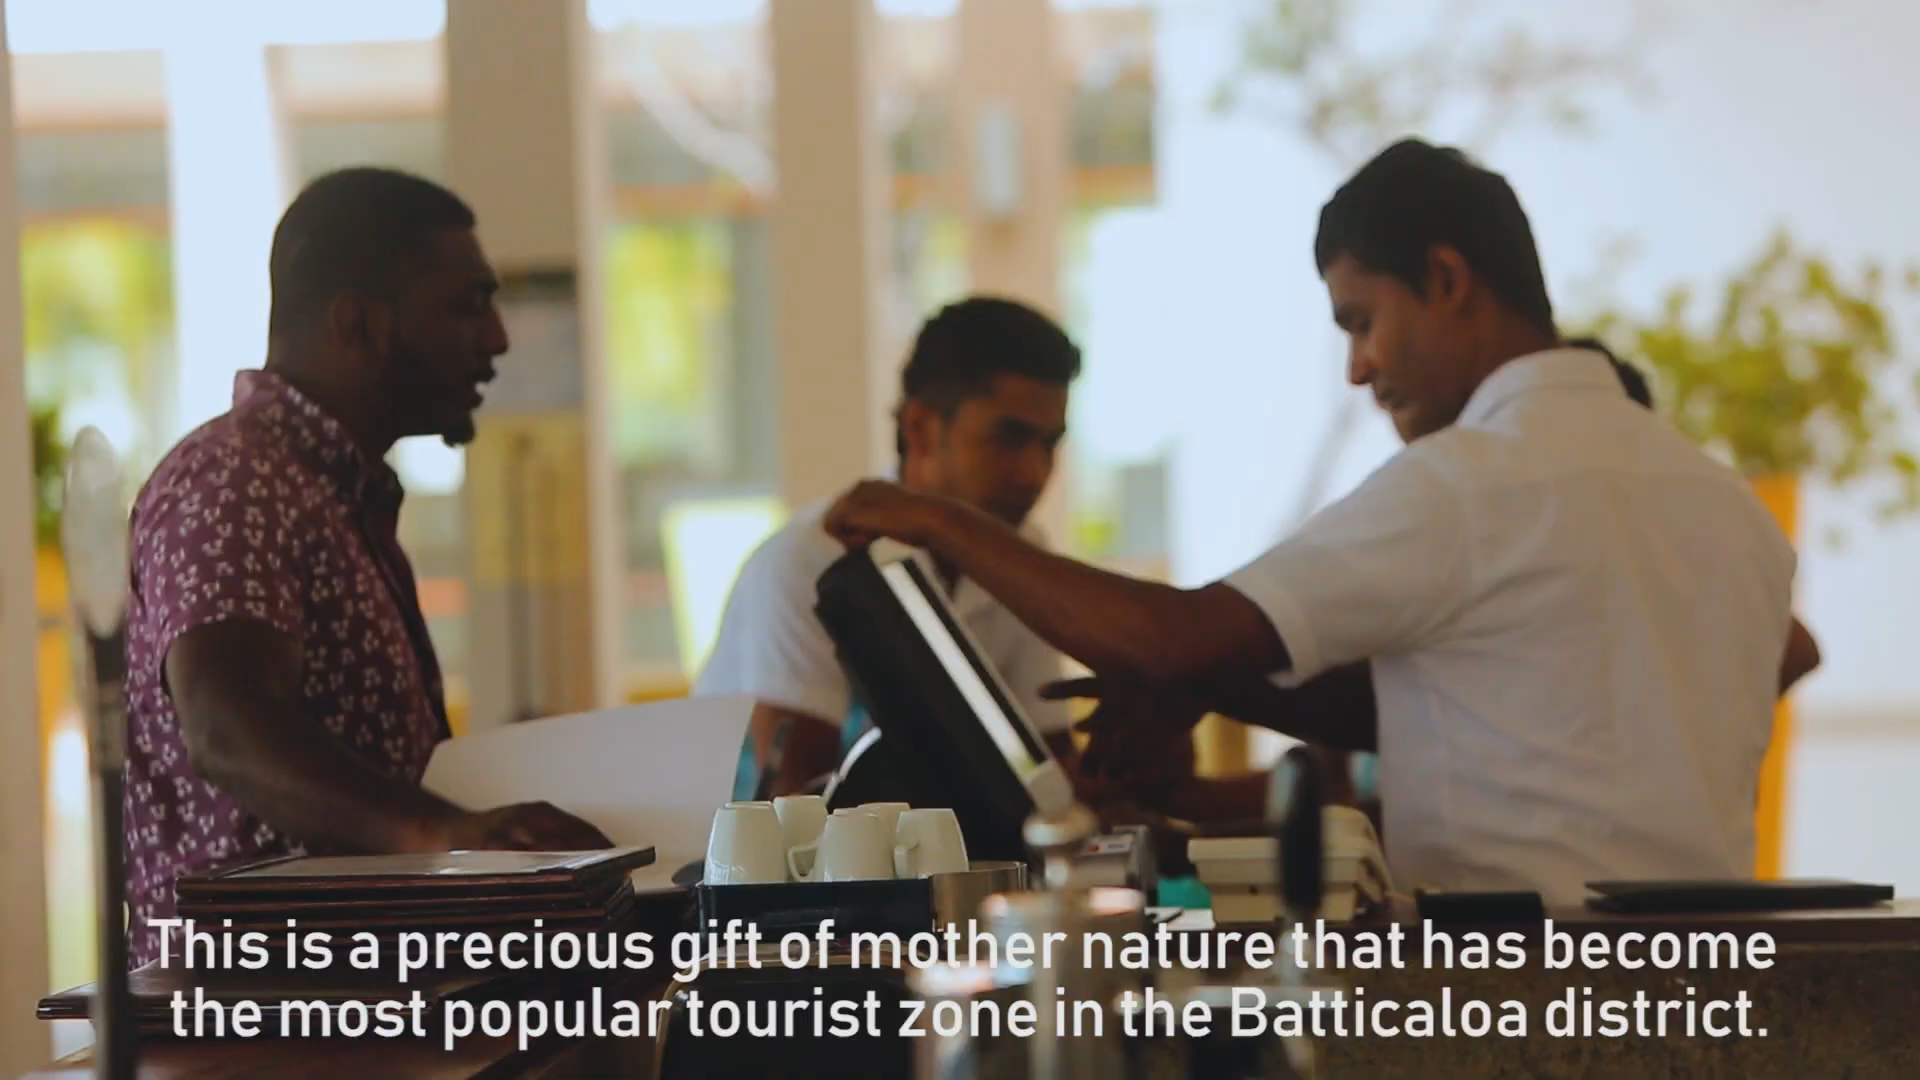 This is a precious gift of mother nature that has become
the most popular tourist zone in the Batticaloa district.